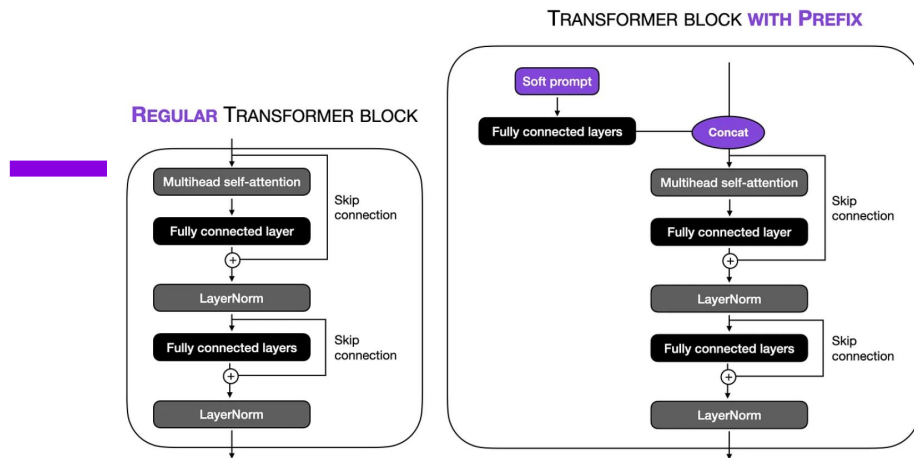 REGULAR TRANSFORMER BLOCK
Multihead self-attention
Skip
connection
Fully connected layer
+
LayerNorm
Fully connected layers
Skip
connection
+
LayerNorm
TRANSFORMER BLOCK WITH PREFIX
Soft prompt
Fully connected layers
Concat
Multihead self-attention
Skip
connection
Fully connected layer
+
LayerNorm
Fully connected layers
Skip
connection
+
LayerNorm